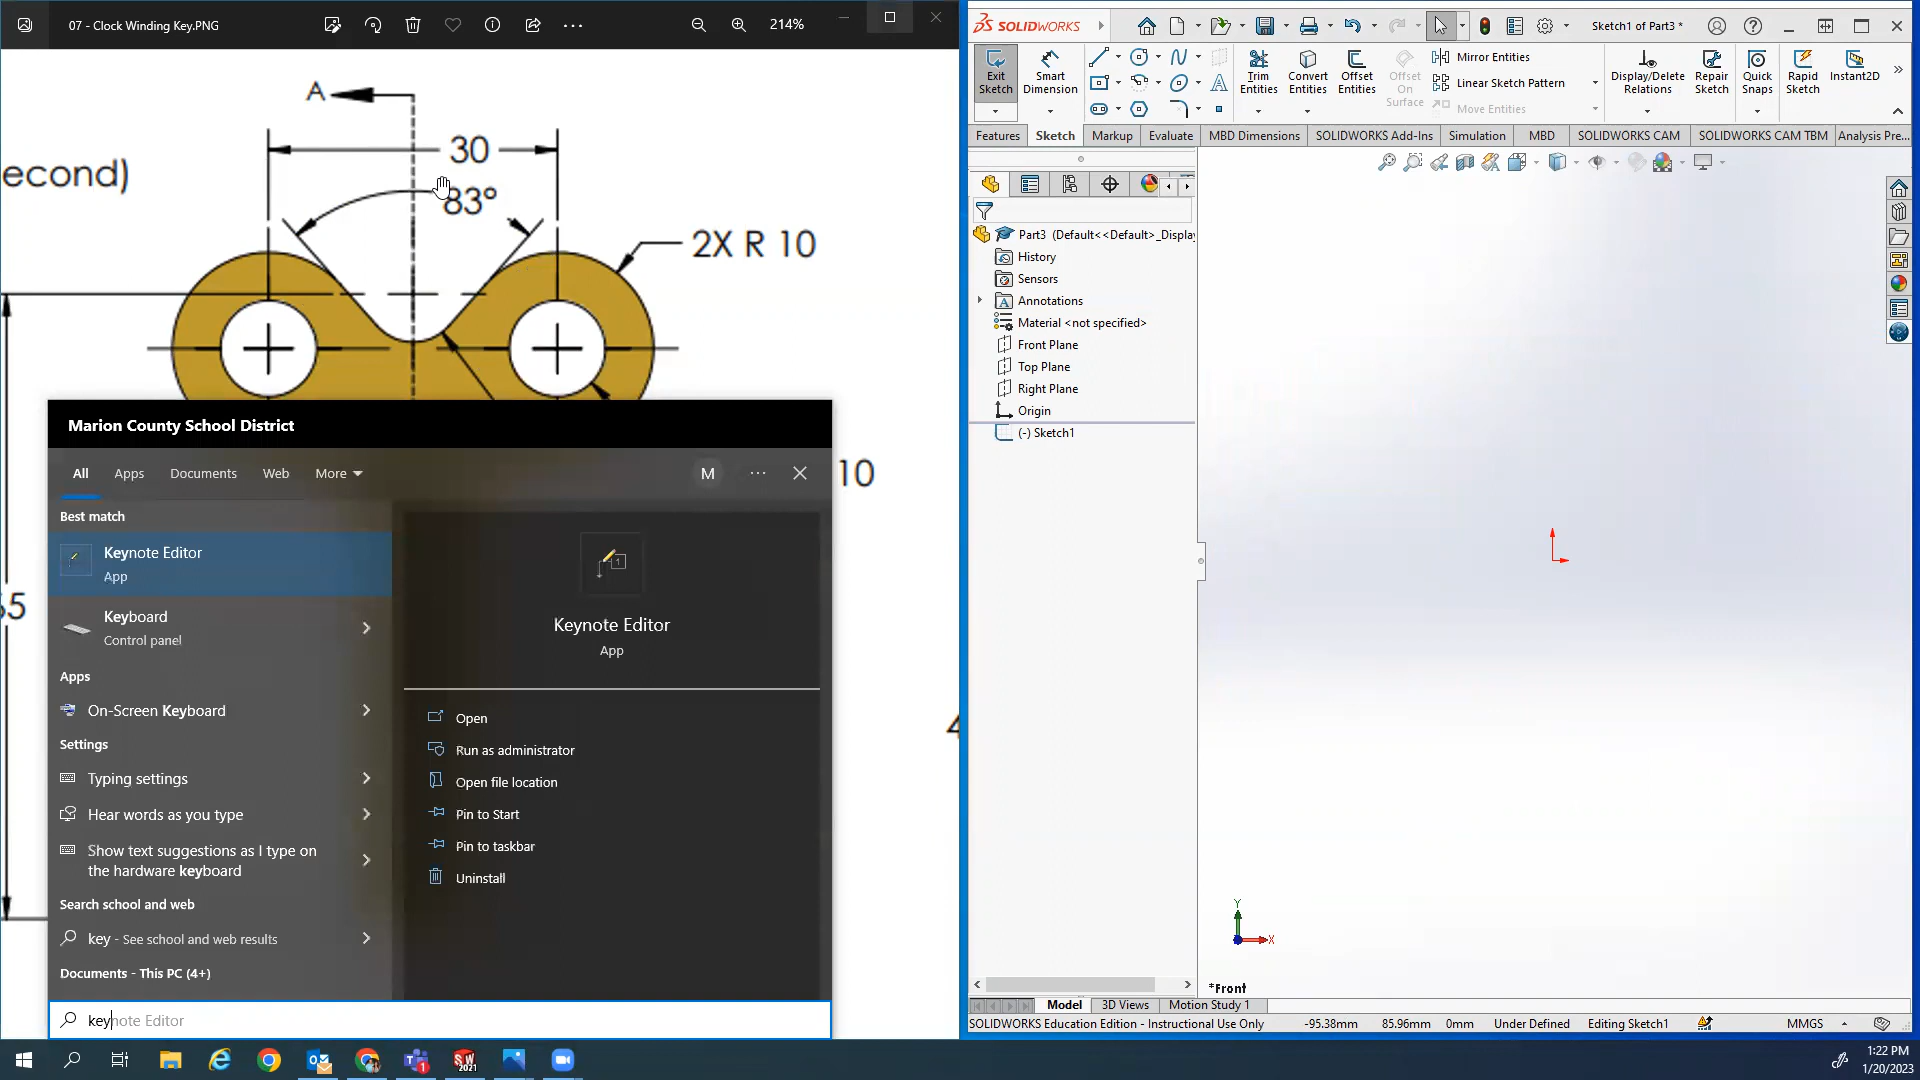 07 - Clock Winding Key.PNG
214%
A
30
83°
econd)
2X R 10
10
Marion County School District
All
Apps
Documents
Web
More
M
Best match
Keynote Editor
App
Keyboard
Control panel
Apps
On-Screen Keyboard
Settings
Typing settings
Hear words as you type
Show text suggestions as I type on
the hardware keyboard
Search school and web
key - See school and web results
Documents - This PC (4+)
keynote Editor
Keynote Editor
App
Open
Run as administrator
Open file location
Pin to Start
Pin to taskbar
Uninstall
SOLIDWORKS
Sketch1 of Part3 *
Exit
Sketch
Smart
Dimension
Trim
Entities
Convert
Entities
Offset
Entities
Offset
On
Surface
Mirror Entities
Linear Sketch Pattern
Move Entities
Display/Delete
Relations
Repair
Sketch
Quick
Snaps
Rapid
Sketch
Instant2D
Features
Sketch
Markup
Evaluate
MBD Dimensions
SOLIDWORKS Add-Ins
Simulation
MBD
SOLIDWORKS CAM
SOLIDWORKS CAM TBM
Analysis Pre...
Part3 (Default<<Default>_Display
History
Sensors
Annotations
Material <not specified>
Front Plane
Top Plane
Right Plane
Origin
(-) Sketch1
Y
X
*Front
Model
3D Views
Motion Study 1
SOLIDWORKS Education Edition - Instructional Use Only
-95.38mm
85.96mm
0mm
Under Defined
Editing Sketch1
MMGS
1:22 PM
1/20/2023